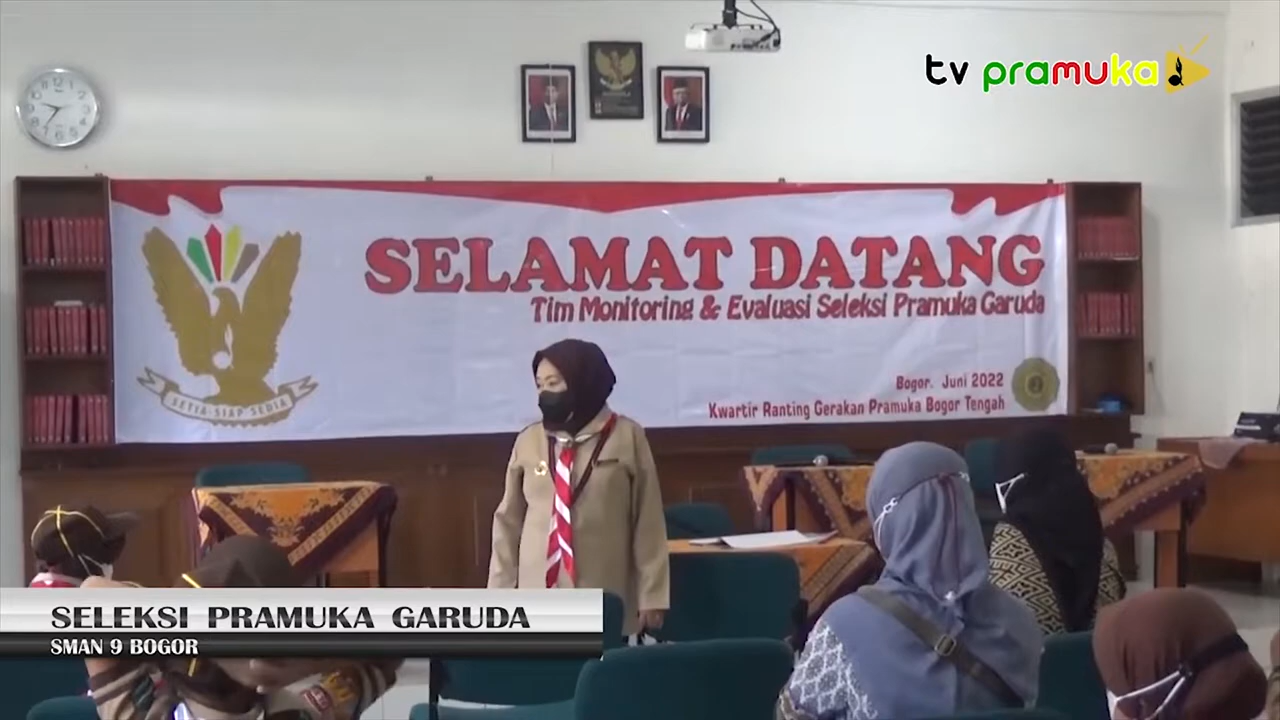 tv pramuka
SELAMAT DATANG
Tim Monitoring & Evaluasi Seleksi Pramuka Garuda
SETIA-SIAP-SEDIA
Bogor. Juni 2022
Kwartir Ranting Gerakan Pramuka Bogor Tengah
SELEKSI PRAMUKA GARUDA
SMAN 9 BOGOR